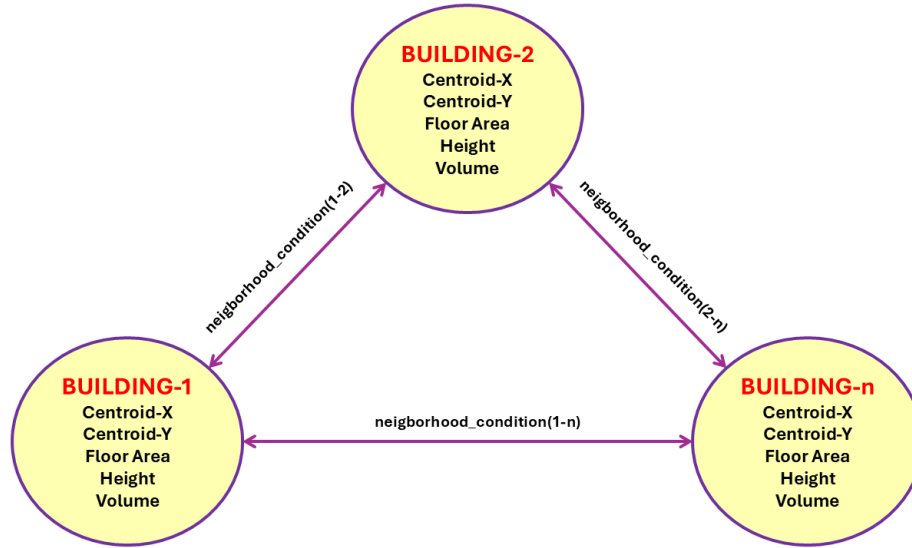 BUILDING-2
Centroid-X
Centroid-Y
Floor Area
Height
Volume
neigborhood_condition(1-2)
neigborhood_condition(2-n)
BUILDING-1
Centroid-X
Centroid-Y
Floor Area
Height
Volume
neigborhood_condition(1-n)
BUILDING-n
Centroid-X
Centroid-Y
Floor Area
Height
Volume